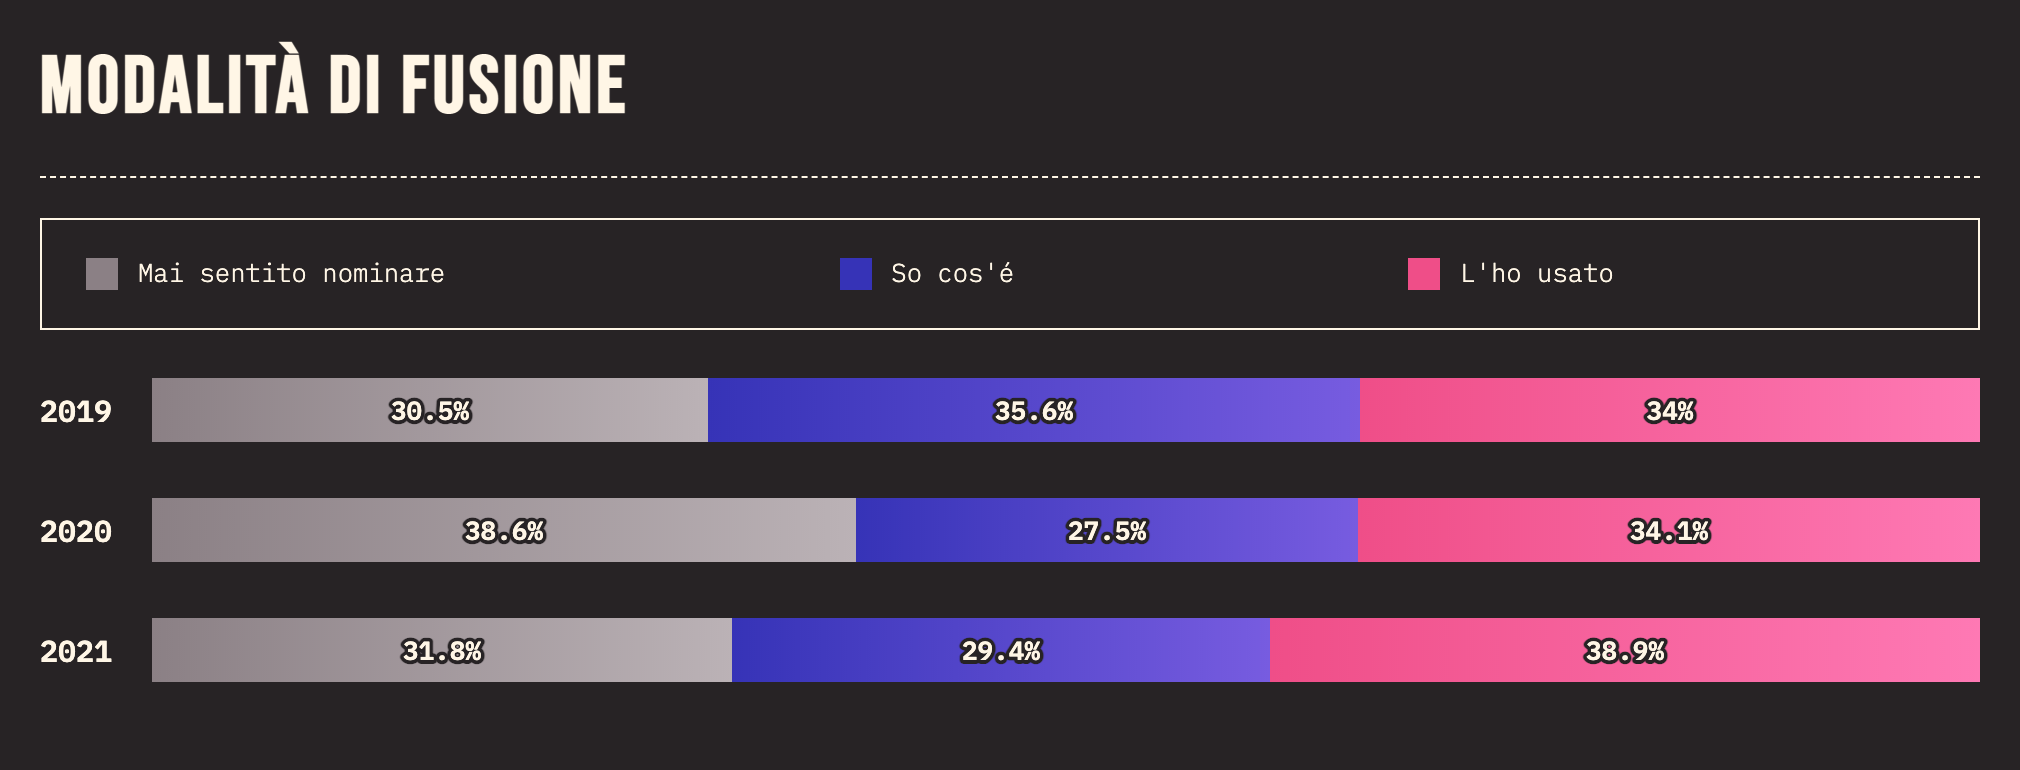 MODALITÀ DI FUSIONE
Mai sentito nominare So cos'é L'ho usato
2019 30.5% 35.6% 34%
2020 38.6% 27.5% 34.1%
2021 31.8% 29.4% 38.9%